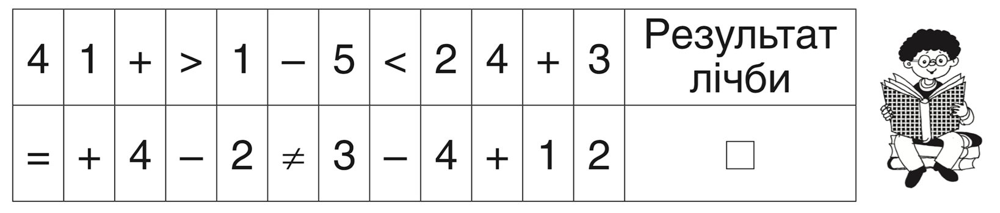 4 1 + > 1 – 5 < 2 4 + 3 Результат
лічби
= + 4 – 2 ≠ 3 – 4 + 1 2